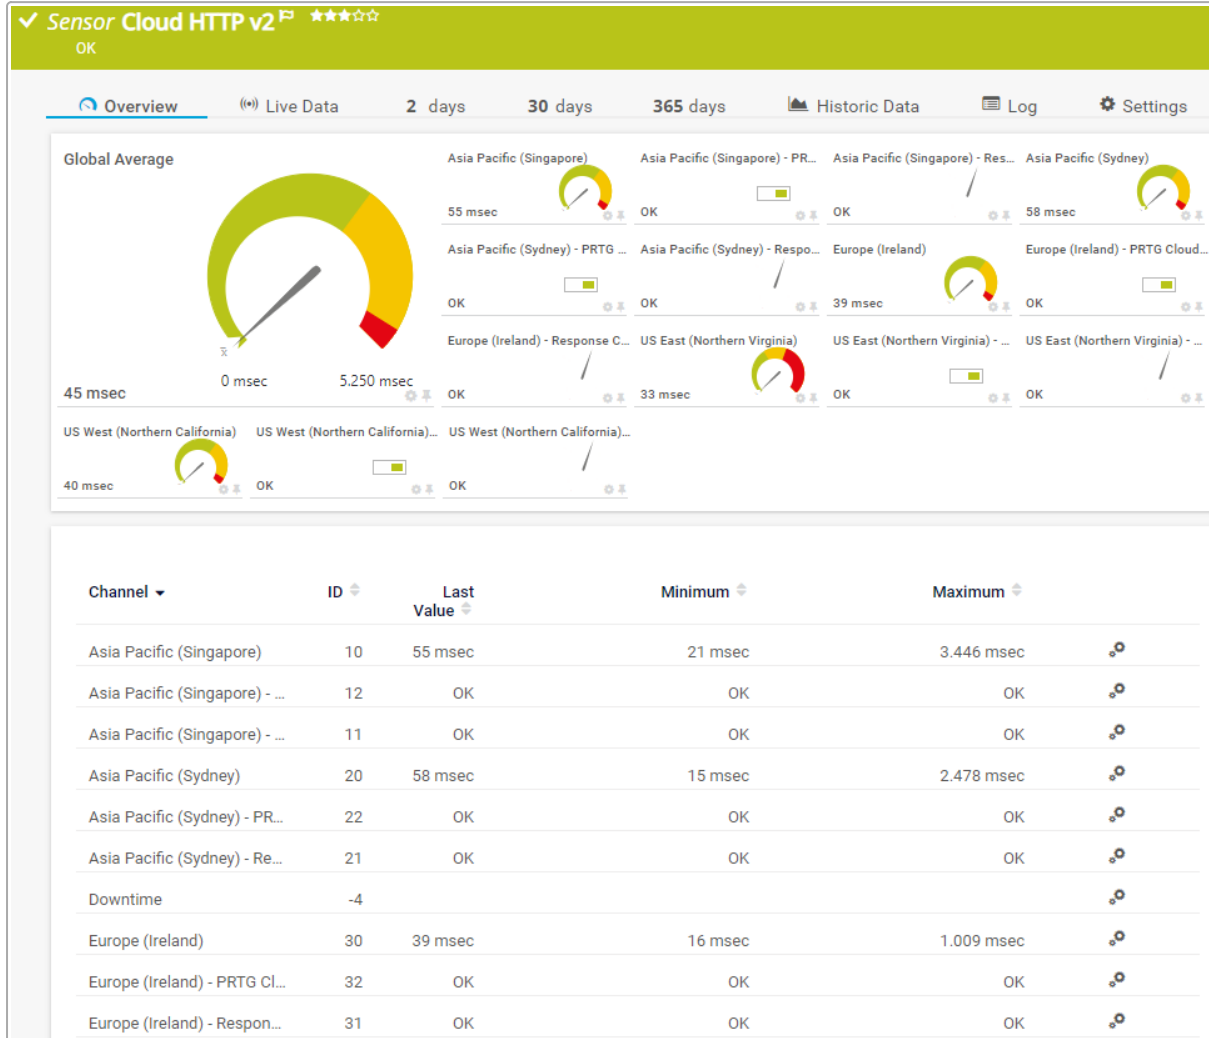 Sensor Cloud HTTP v2
OK
Overview Live Data 2 days 30 days 365 days Historic Data Log Settings
Global Average
0 msec 5.250 msec
45 msec
Asia Pacific (Singapore)
55 msec
Asia Pacific (Singapore) - PR...
OK
Asia Pacific (Singapore) - Res...
OK
Asia Pacific (Sydney)
58 msec
Asia Pacific (Sydney) - PRTG ...
OK
Asia Pacific (Sydney) - Respo...
OK
Europe (Ireland)
39 msec
Europe (Ireland) - PRTG Cloud...
OK
Europe (Ireland) - Response C...
OK
US East (Northern Virginia)
33 msec
US East (Northern Virginia) - ...
OK
US East (Northern Virginia) - ...
OK
US West (Northern California)
40 msec
US West (Northern California)...
OK
US West (Northern California)...
OK
Channel ID Last Value Minimum Maximum
Asia Pacific (Singapore) 10 55 msec 21 msec 3.446 msec
Asia Pacific (Singapore) - ... 12 OK OK OK
Asia Pacific (Singapore) - ... 11 OK OK OK
Asia Pacific (Sydney) 20 58 msec 15 msec 2.478 msec
Asia Pacific (Sydney) - PR... 22 OK OK OK
Asia Pacific (Sydney) - Re... 21 OK OK OK
Downtime -4
Europe (Ireland) 30 39 msec 16 msec 1.009 msec
Europe (Ireland) - PRTG Cl... 32 OK OK OK
Europe (Ireland) - Respon... 31 OK OK OK